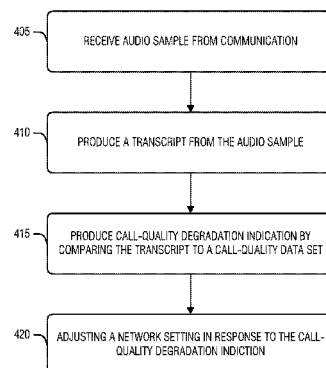 405
RECEIVE AUDIO SAMPLE FROM COMMUNICATION
410
PRODUCE A TRANSCRIPT FROM THE AUDIO SAMPLE
415
PRODUCE CALL-QUALITY DEGRADATION INDICATION BY
COMPARING THE TRANSCRIPT TO A CALL-QUALITY DATA SET
420
ADJUSTING A NETWORK SETTING IN RESPONSE TO THE CALL-
QUALITY DEGRADATION INDICTION